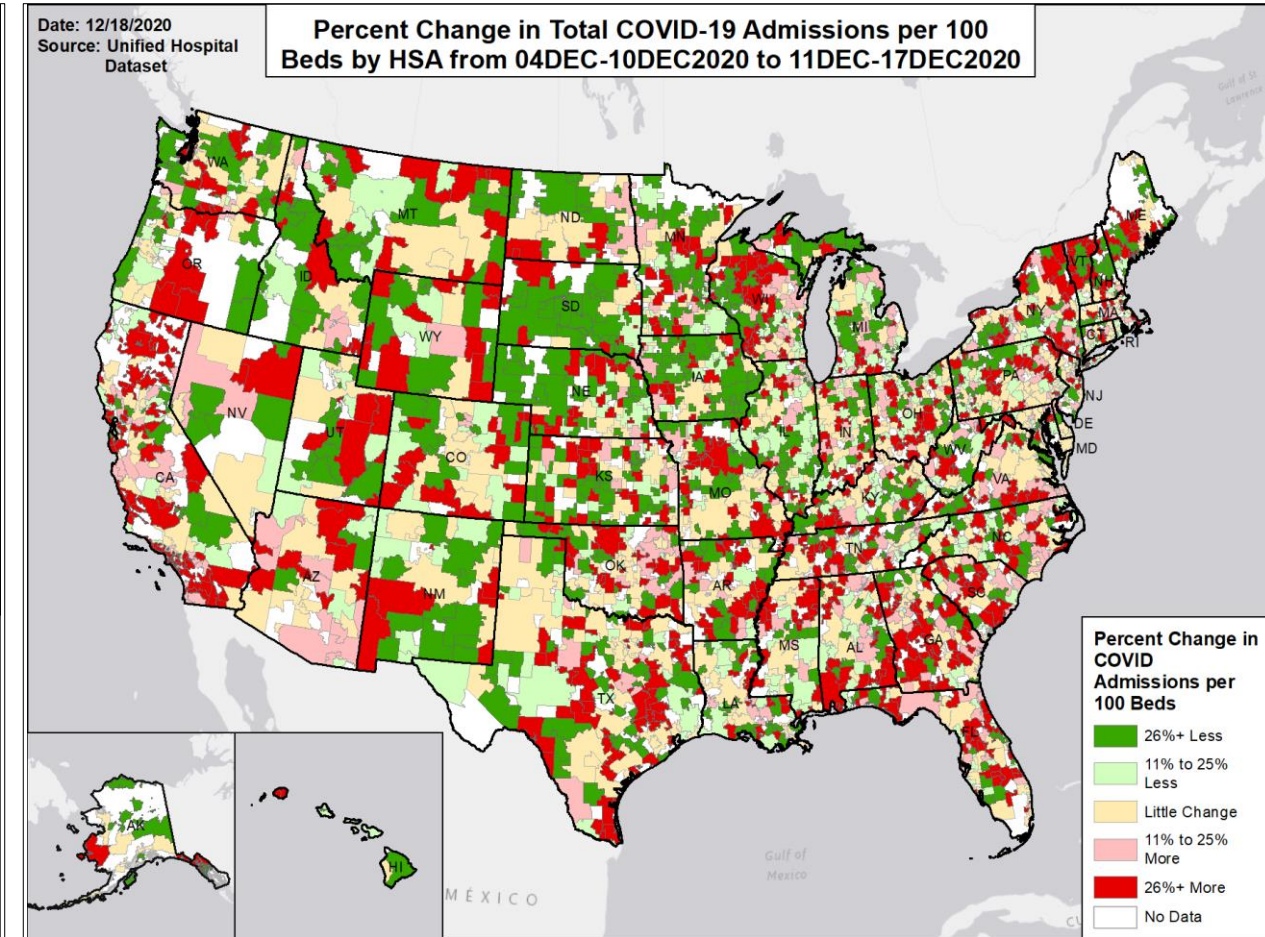 Date: 12/18/2020
Source: Unified Hospital
Dataset
Percent Change in Total COVID-19 Admissions per 100
Beds by HSA from 04DEC-10DEC2020 to 11DEC-17DEC2020
Gulf of St.
Lawrence
WA
MT
ND
MN
ME
OR
ID
WY
SD
WI
MI
VT
NH
NY
MA
CT
RI
NV
UT
CO
NE
IA
IL
IN
OH
PA
NJ
DE
MD
CA
KS
MO
KY
WV
VA
AZ
NM
OK
AR
TN
NC
SC
TX
LA
MS
AL
GA
FL
AK
HI
Gulf of
Mexico
MÉXICO
Percent Change in
COVID
Admissions per
100 Beds
26%+ Less
11% to 25%
Less
Little Change
11% to 25%
More
26%+ More
No Data